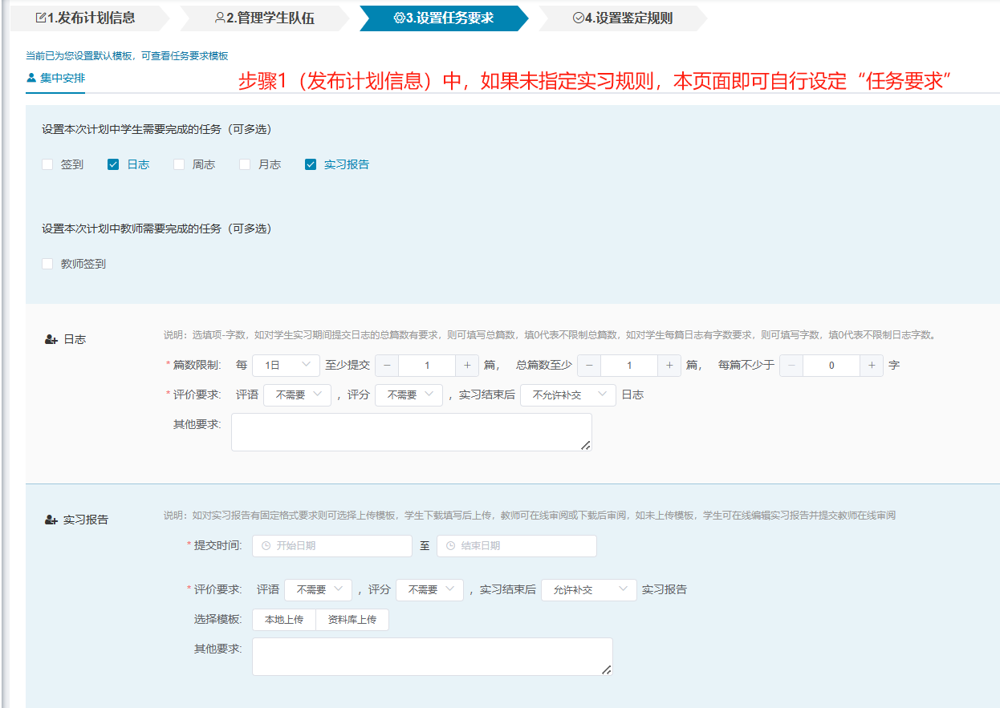 1.发布计划信息 2.管理学生队伍 3.设置任务要求 4.设置鉴定规则
当前已为您设置默认模板，可查看任务要求模板
集中安排
步骤1（发布计划信息）中，如果未指定实习规则，本页面即可自行设定“任务要求”
设置本次计划中学生需要完成的任务（可多选）
签到 日志 周志 月志 实习报告
设置本次计划中教师需要完成的任务（可多选）
教师签到
日志 说明：选填项-字数，如对学生实习期间提交日志的总篇数有要求，则可填写总篇数，填0代表不限制总篇数，如对学生每篇日志有字数要求，则可填写字数，填0代表不限制日志字数。
* 篇数限制: 每 1日 至少提交 − 1 + 篇， 总篇数至少 − 1 + 篇， 每篇不少于 − 0 + 字
* 评价要求: 评语 不需要 ，评分 不需要 ，实习结束后 不允许补交 日志
其他要求:
实习报告 说明：如对实习报告有固定格式要求则可选择上传模板，学生下载填写后上传，教师可在线审阅或下载后审阅，如未上传模板，学生可在线编辑实习报告并提交教师在线审阅
* 提交时间: 开始日期 至 结束日期
* 评价要求: 评语 不需要 ，评分 不需要 ，实习结束后 允许补交 实习报告
选择模板: 本地上传 资料库上传
其他要求: